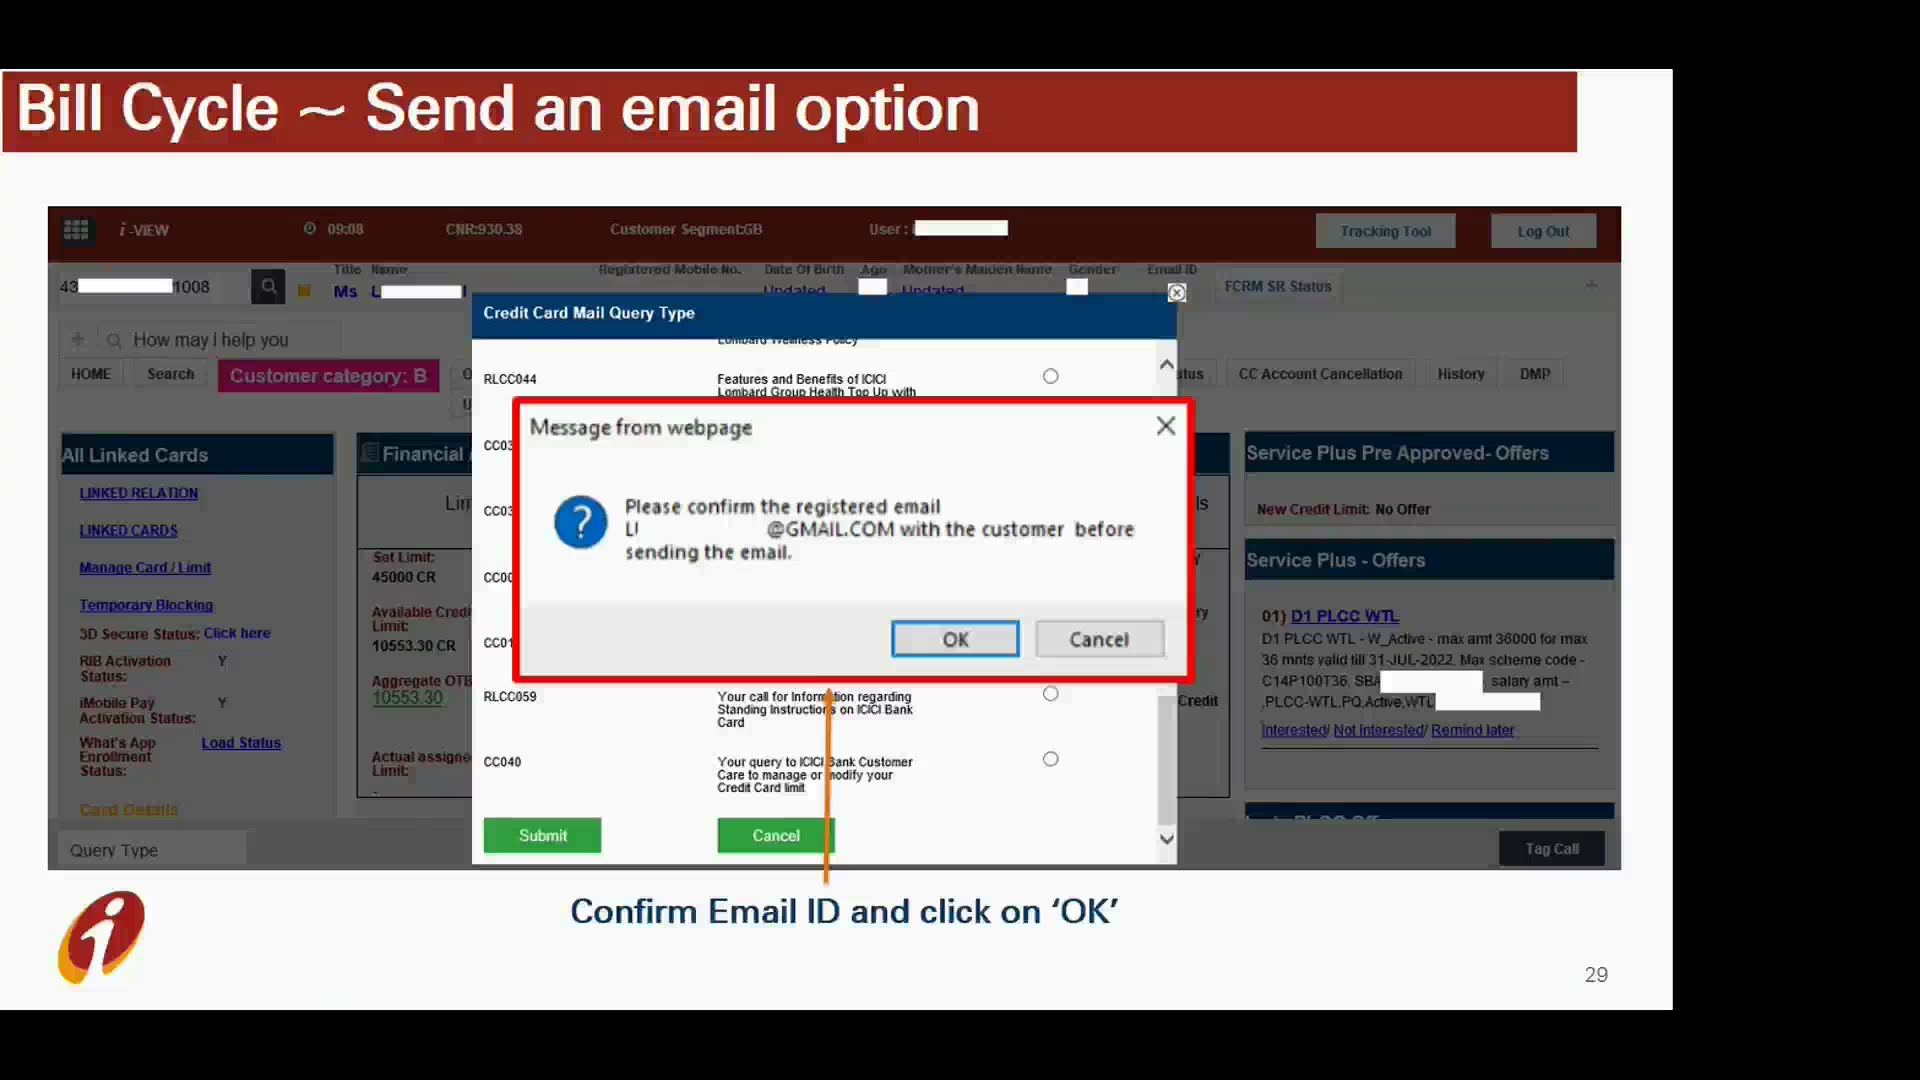 Bill Cycle ~ Send an email option
i-VIEW
09:08
CNR:930.38
Customer Segment:GB
User :
Tracking Tool
Log Out
43 1008
Title
Name
Registered Mobile No.
Date Of Birth
Age
Mother's Maiden Name
Gender
Email ID
Ms L
Updated
Updated
FCRM SR Status
How may I help you
HOME
Search
Customer category: B
CC Account Cancellation
History
DMP
Credit Card Mail Query Type
Lombard Wellness Policy
RLCC044
Features and Benefits of ICICI
Lombard Group Health Top Up with
Message from webpage
Please confirm the registered email
@GMAIL.COM with the customer before
sending the email.
OK
Cancel
RLCC059
Your call for Information regarding
Standing Instructions on ICICI Bank
Card
CC040
Your query to ICICI Bank Customer
Care to manage or modify your
Credit Card limit
Submit
Cancel
All Linked Cards
LINKED RELATION
LINKED CARDS
Manage Card / Limit
Temporary Blocking
3D Secure Status: Click here
RIB Activation
Status:
Y
iMobile Pay
Activation Status:
Y
What's App
Enrollment
Status:
Load Status
Card Details
Query Type
Financial
Set Limit:
45000 CR
Available Credi
Limit:
10553.30 CR
Aggregate OTB
10553.30
Actual assigne
Limit:
Credit
Service Plus Pre Approved- Offers
New Credit Limit: No Offer
Service Plus - Offers
01) D1 PLCC WTL
D1 PLCC WTL - W_Active - max amt 36000 for max
36 mnts valid till 31-JUL-2022. Max scheme code -
C14P100T36, SBA , salary amt –
,PLCC-WTL,PQ,Active,WTL
Interested/ Not Interested/ Remind later
Tag Call
Confirm Email ID and click on ‘OK’
29